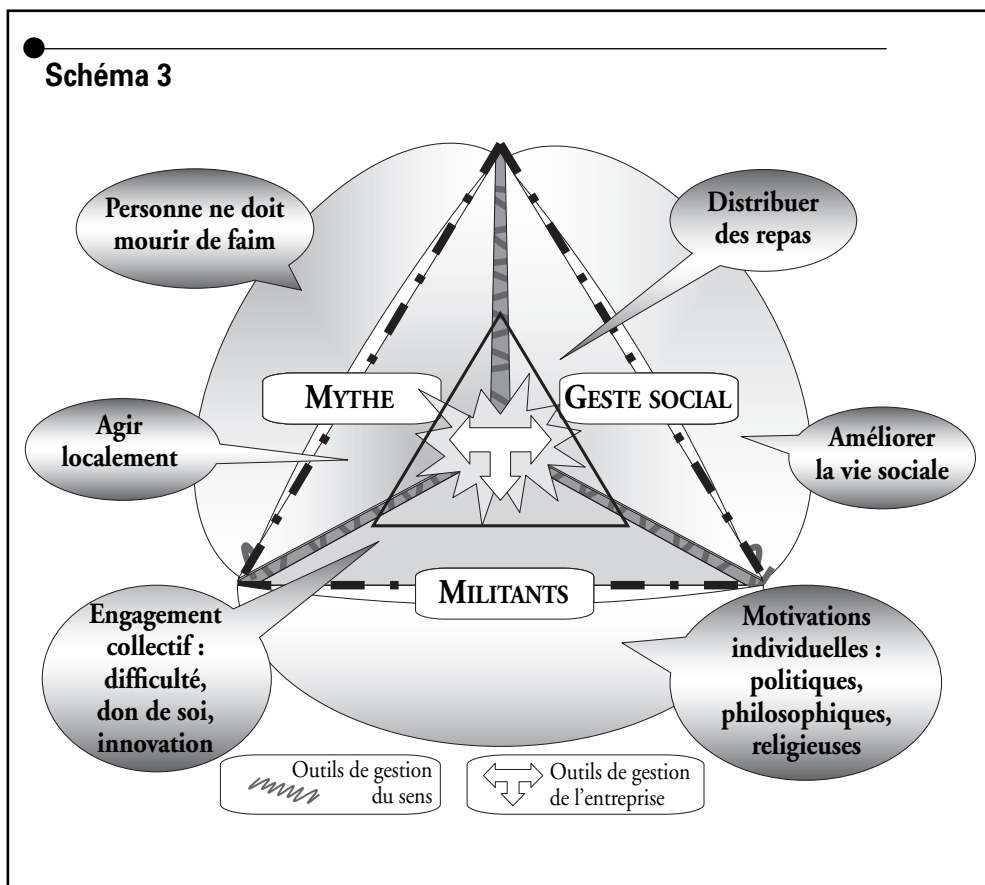 Schéma 3
Personne ne doit
mourir de faim
Distribuer
des repas
MYTHE
GESTE SOCIAL
Agir
localement
Améliorer
la vie sociale
MILITANTS
Engagement
collectif :
difficulté,
don de soi,
innovation
Motivations
individuelles :
politiques,
philosophiques,
religieuses
Outils de gestion
du sens
Outils de gestion
de l'entreprise